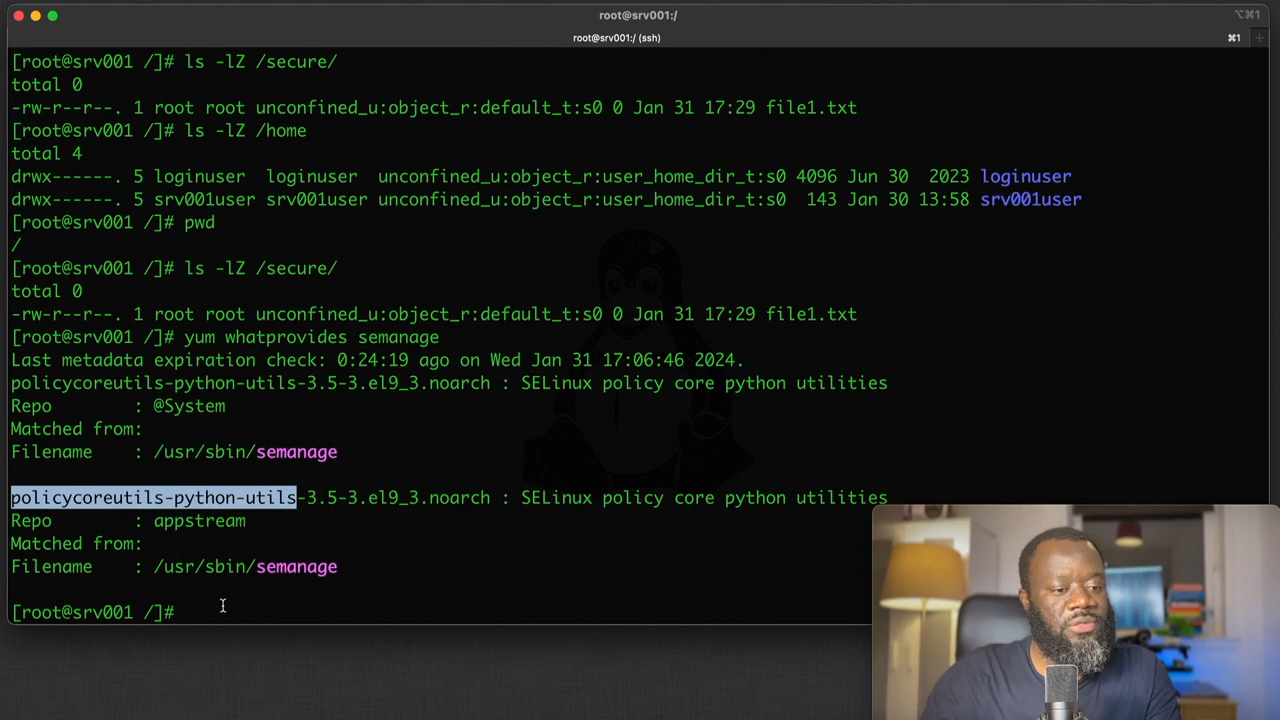 root@srv001:/
⌥⌘1
root@srv001:/ (ssh)
⌘1
+
[root@srv001 /]# ls -lZ /secure/
total 0
-rw-r--r--. 1 root root unconfined_u:object_r:default_t:s0 0 Jan 31 17:29 file1.txt
[root@srv001 /]# ls -lZ /home
total 4
drwx------. 5 loginuser  loginuser  unconfined_u:object_r:user_home_dir_t:s0 4096 Jun 30  2023 loginuser
drwx------. 5 srv001user srv001user unconfined_u:object_r:user_home_dir_t:s0  143 Jan 30 13:58 srv001user
[root@srv001 /]# pwd
/
[root@srv001 /]# ls -lZ /secure/
total 0
-rw-r--r--. 1 root root unconfined_u:object_r:default_t:s0 0 Jan 31 17:29 file1.txt
[root@srv001 /]# yum whatprovides semanage
Last metadata expiration check: 0:24:19 ago on Wed Jan 31 17:06:46 2024.
policycoreutils-python-utils-3.5-3.el9_3.noarch : SELinux policy core python utilities
Repo        : @System
Matched from:
Filename    : /usr/sbin/semanage
policycoreutils-python-utils-3.5-3.el9_3.noarch : SELinux policy core python utilities
Repo        : appstream
Matched from:
Filename    : /usr/sbin/semanage
[root@srv001 /]#